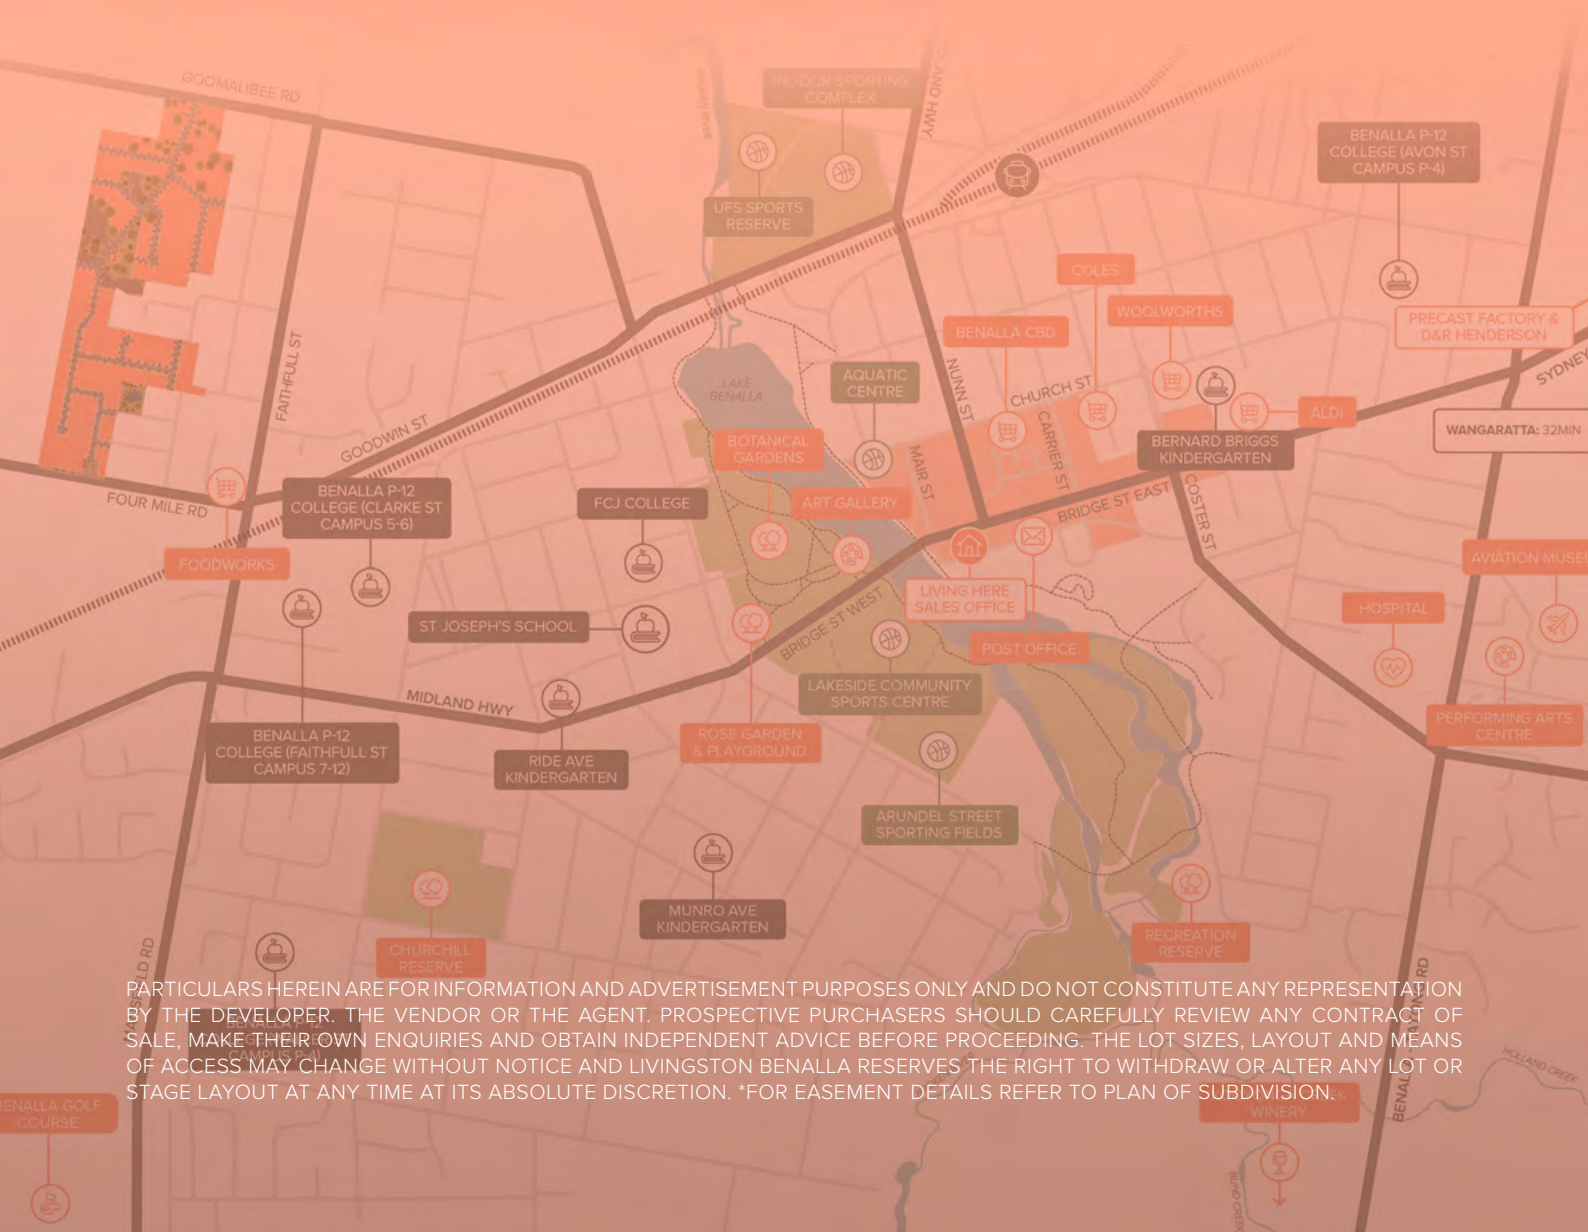 GOOMALIBEE RD
INDOOR SPORTING
COMPLEX
UFS SPORTS
RESERVE
BENALLA P-12
COLLEGE (AVON ST
CAMPUS P-4)
COLES
WOOLWORTHS
BENALLA CBD
PRECAST FACTORY &
D&R HENDERSON
SYDNEY
FAITHFULL ST
LAKE
BENALLA
AQUATIC
CENTRE
NUNN ST
CHURCH ST
CARRIER ST
MAIR ST
ALDI
WANGARATTA: 32MIN
GOODWIN ST
BOTANICAL
GARDENS
BERNARD BRIGGS
KINDERGARTEN
FOUR MILE RD
BENALLA P-12
COLLEGE (CLARKE ST
CAMPUS 5-6)
FCJ COLLEGE
ART GALLERY
BRIDGE ST EAST
COSTER ST
FOODWORKS
AVIATION
LIVING HERE
SALES OFFICE
HOSPITAL
ST JOSEPH'S SCHOOL
BRIDGE ST WEST
POST OFFICE
LAKESIDE COMMUNITY
SPORTS CENTRE
MIDLAND HWY
PERFORMING ARTS
CENTRE
BENALLA P-12
COLLEGE (FAITHFULL ST
CAMPUS 7-12)
RIDE AVE
KINDERGARTEN
ROSE GARDEN
& PLAYGROUND
ARUNDEL STREET
SPORTING FIELDS
MUNRO AVE
KINDERGARTEN
CHURCHILL
RESERVE
RECREATION
RESERVE
PARTICULARS HEREIN ARE FOR INFORMATION AND ADVERTISEMENT PURPOSES ONLY AND DO NOT CONSTITUTE ANY REPRESENTATION
BY THE DEVELOPER. THE VENDOR OR THE AGENT. PROSPECTIVE PURCHASERS SHOULD CAREFULLY REVIEW ANY CONTRACT OF
SALE, MAKE THEIR OWN ENQUIRIES AND OBTAIN INDEPENDENT ADVICE BEFORE PROCEEDING. THE LOT SIZES, LAYOUT AND MEANS
OF ACCESS MAY CHANGE WITHOUT NOTICE AND LIVINGSTON BENALLA RESERVES THE RIGHT TO WITHDRAW OR ALTER ANY LOT OR
STAGE LAYOUT AT ANY TIME AT ITS ABSOLUTE DISCRETION. *FOR EASEMENT DETAILS REFER TO PLAN OF SUBDIVISION.
BENALLA P-12
CAMPUS P-4)
HOLLAND CREEK
BENALLA GOLF
COURSE
WINERY
BLIND CREEK